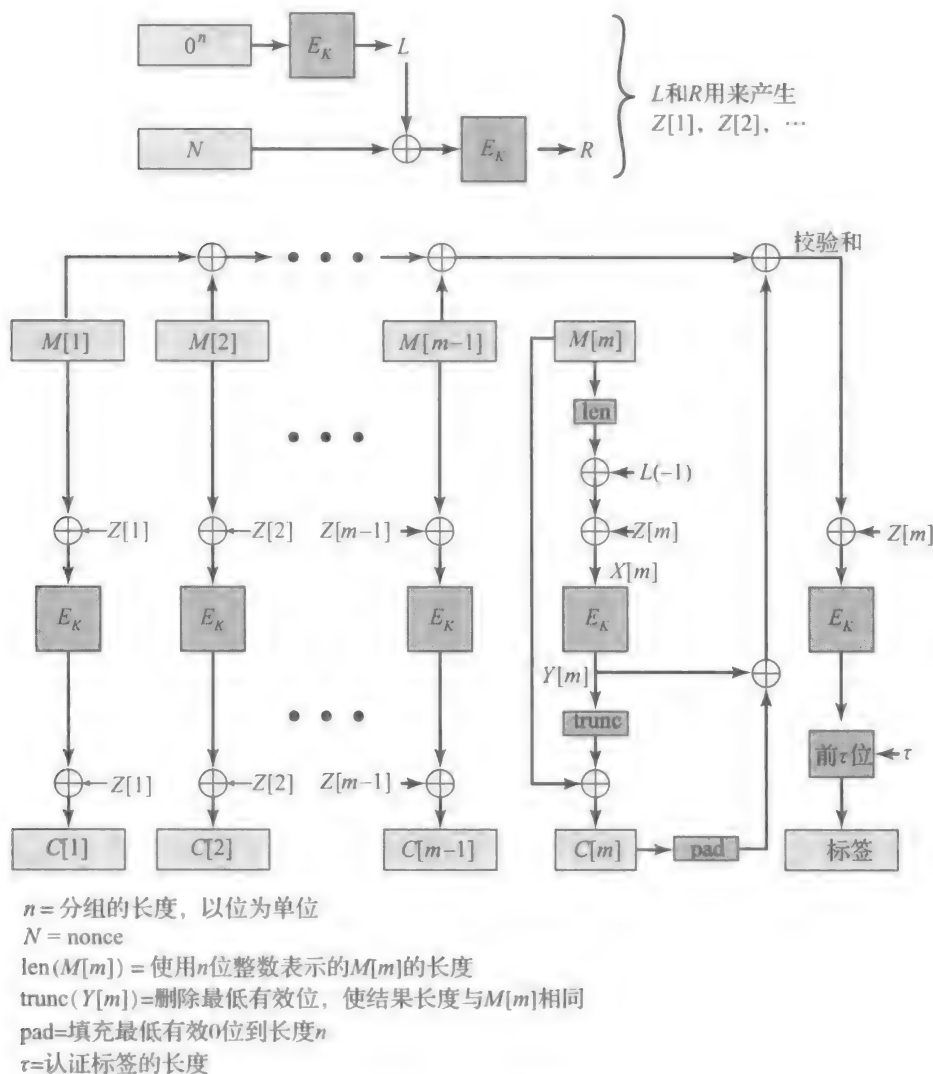 0ⁿ
E_K
L
N
E_K
R
L和R用来产生
Z[1], Z[2], …
校验和
M[1]
M[2]
M[m−1]
M[m]
len
L(−1)
Z[1]
Z[2]
Z[m−1]
Z[m]
Z[m]
X[m]
E_K
E_K
E_K
E_K
E_K
Y[m]
trunc
前τ位
τ
Z[1]
Z[2]
Z[m−1]
C[1]
C[2]
C[m−1]
C[m]
pad
标签
n = 分组的长度，以位为单位
N = nonce
len(M[m]) = 使用n位整数表示的M[m]的长度
trunc(Y[m])=删除最低有效位，使结果长度与M[m]相同
pad=填充最低有效0位到长度n
τ=认证标签的长度